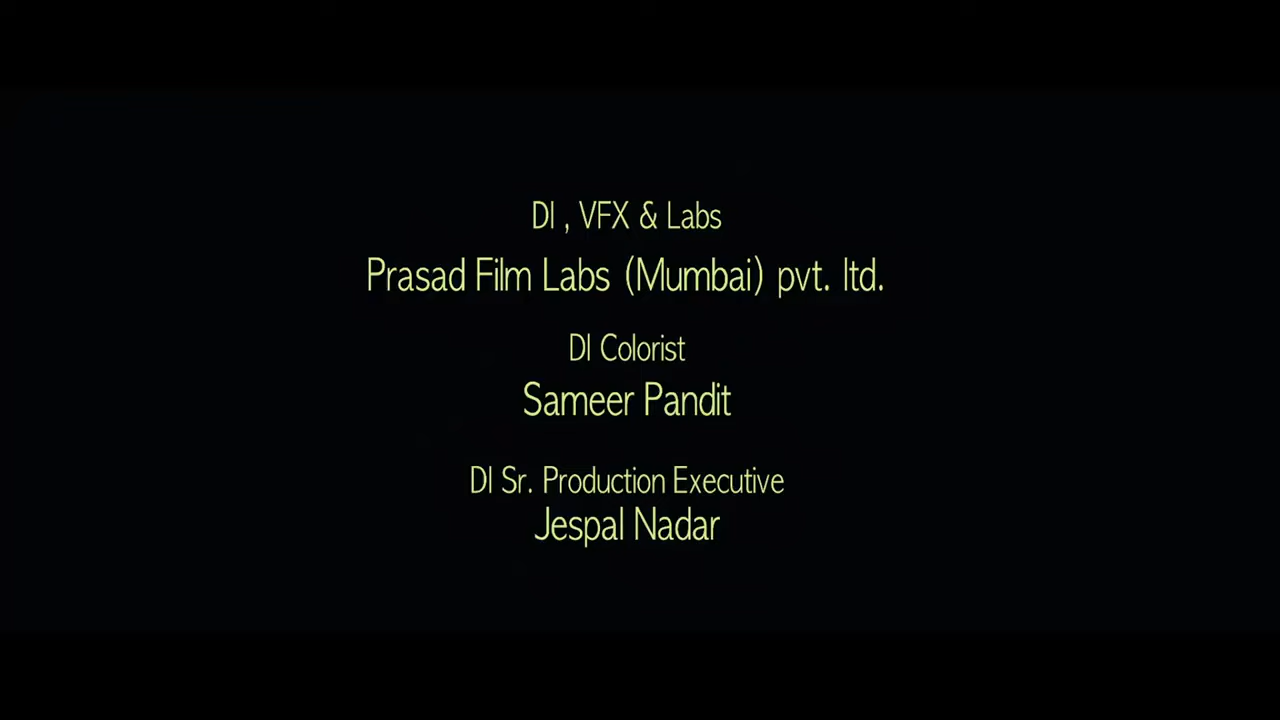 DI , VFX & Labs
Prasad Film Labs (Mumbai) pvt. ltd.
DI Colorist
Sameer Pandit
DI Sr. Production Executive
Jespal Nadar